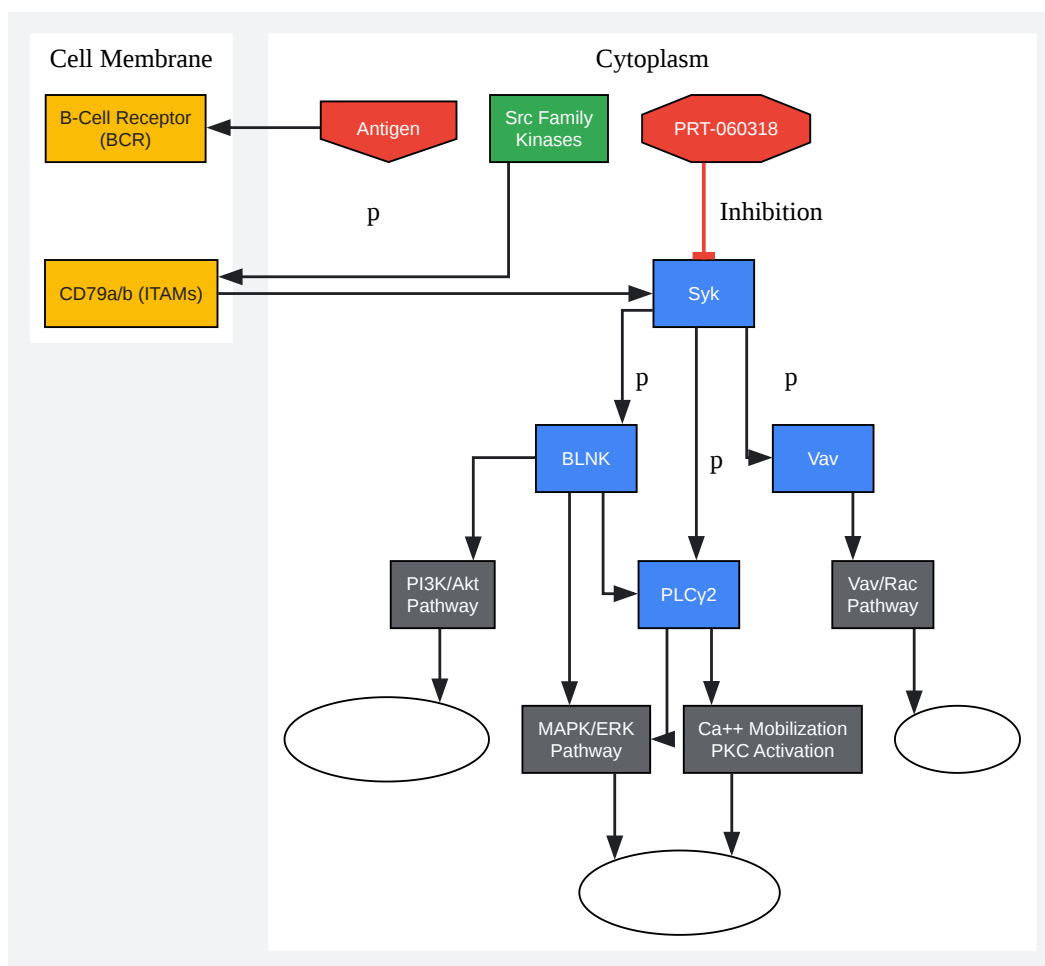 Cell Membrane
Cytoplasm
B-Cell Receptor
(BCR)
Antigen
Src Family
Kinases
PRT-060318
p
Inhibition
CD79a/b (ITAMs)
Syk
p
p
BLNK
p
Vav
PI3K/Akt
Pathway
PLCγ2
Vav/Rac
Pathway
MAPK/ERK
Pathway
Ca++ Mobilization
PKC Activation